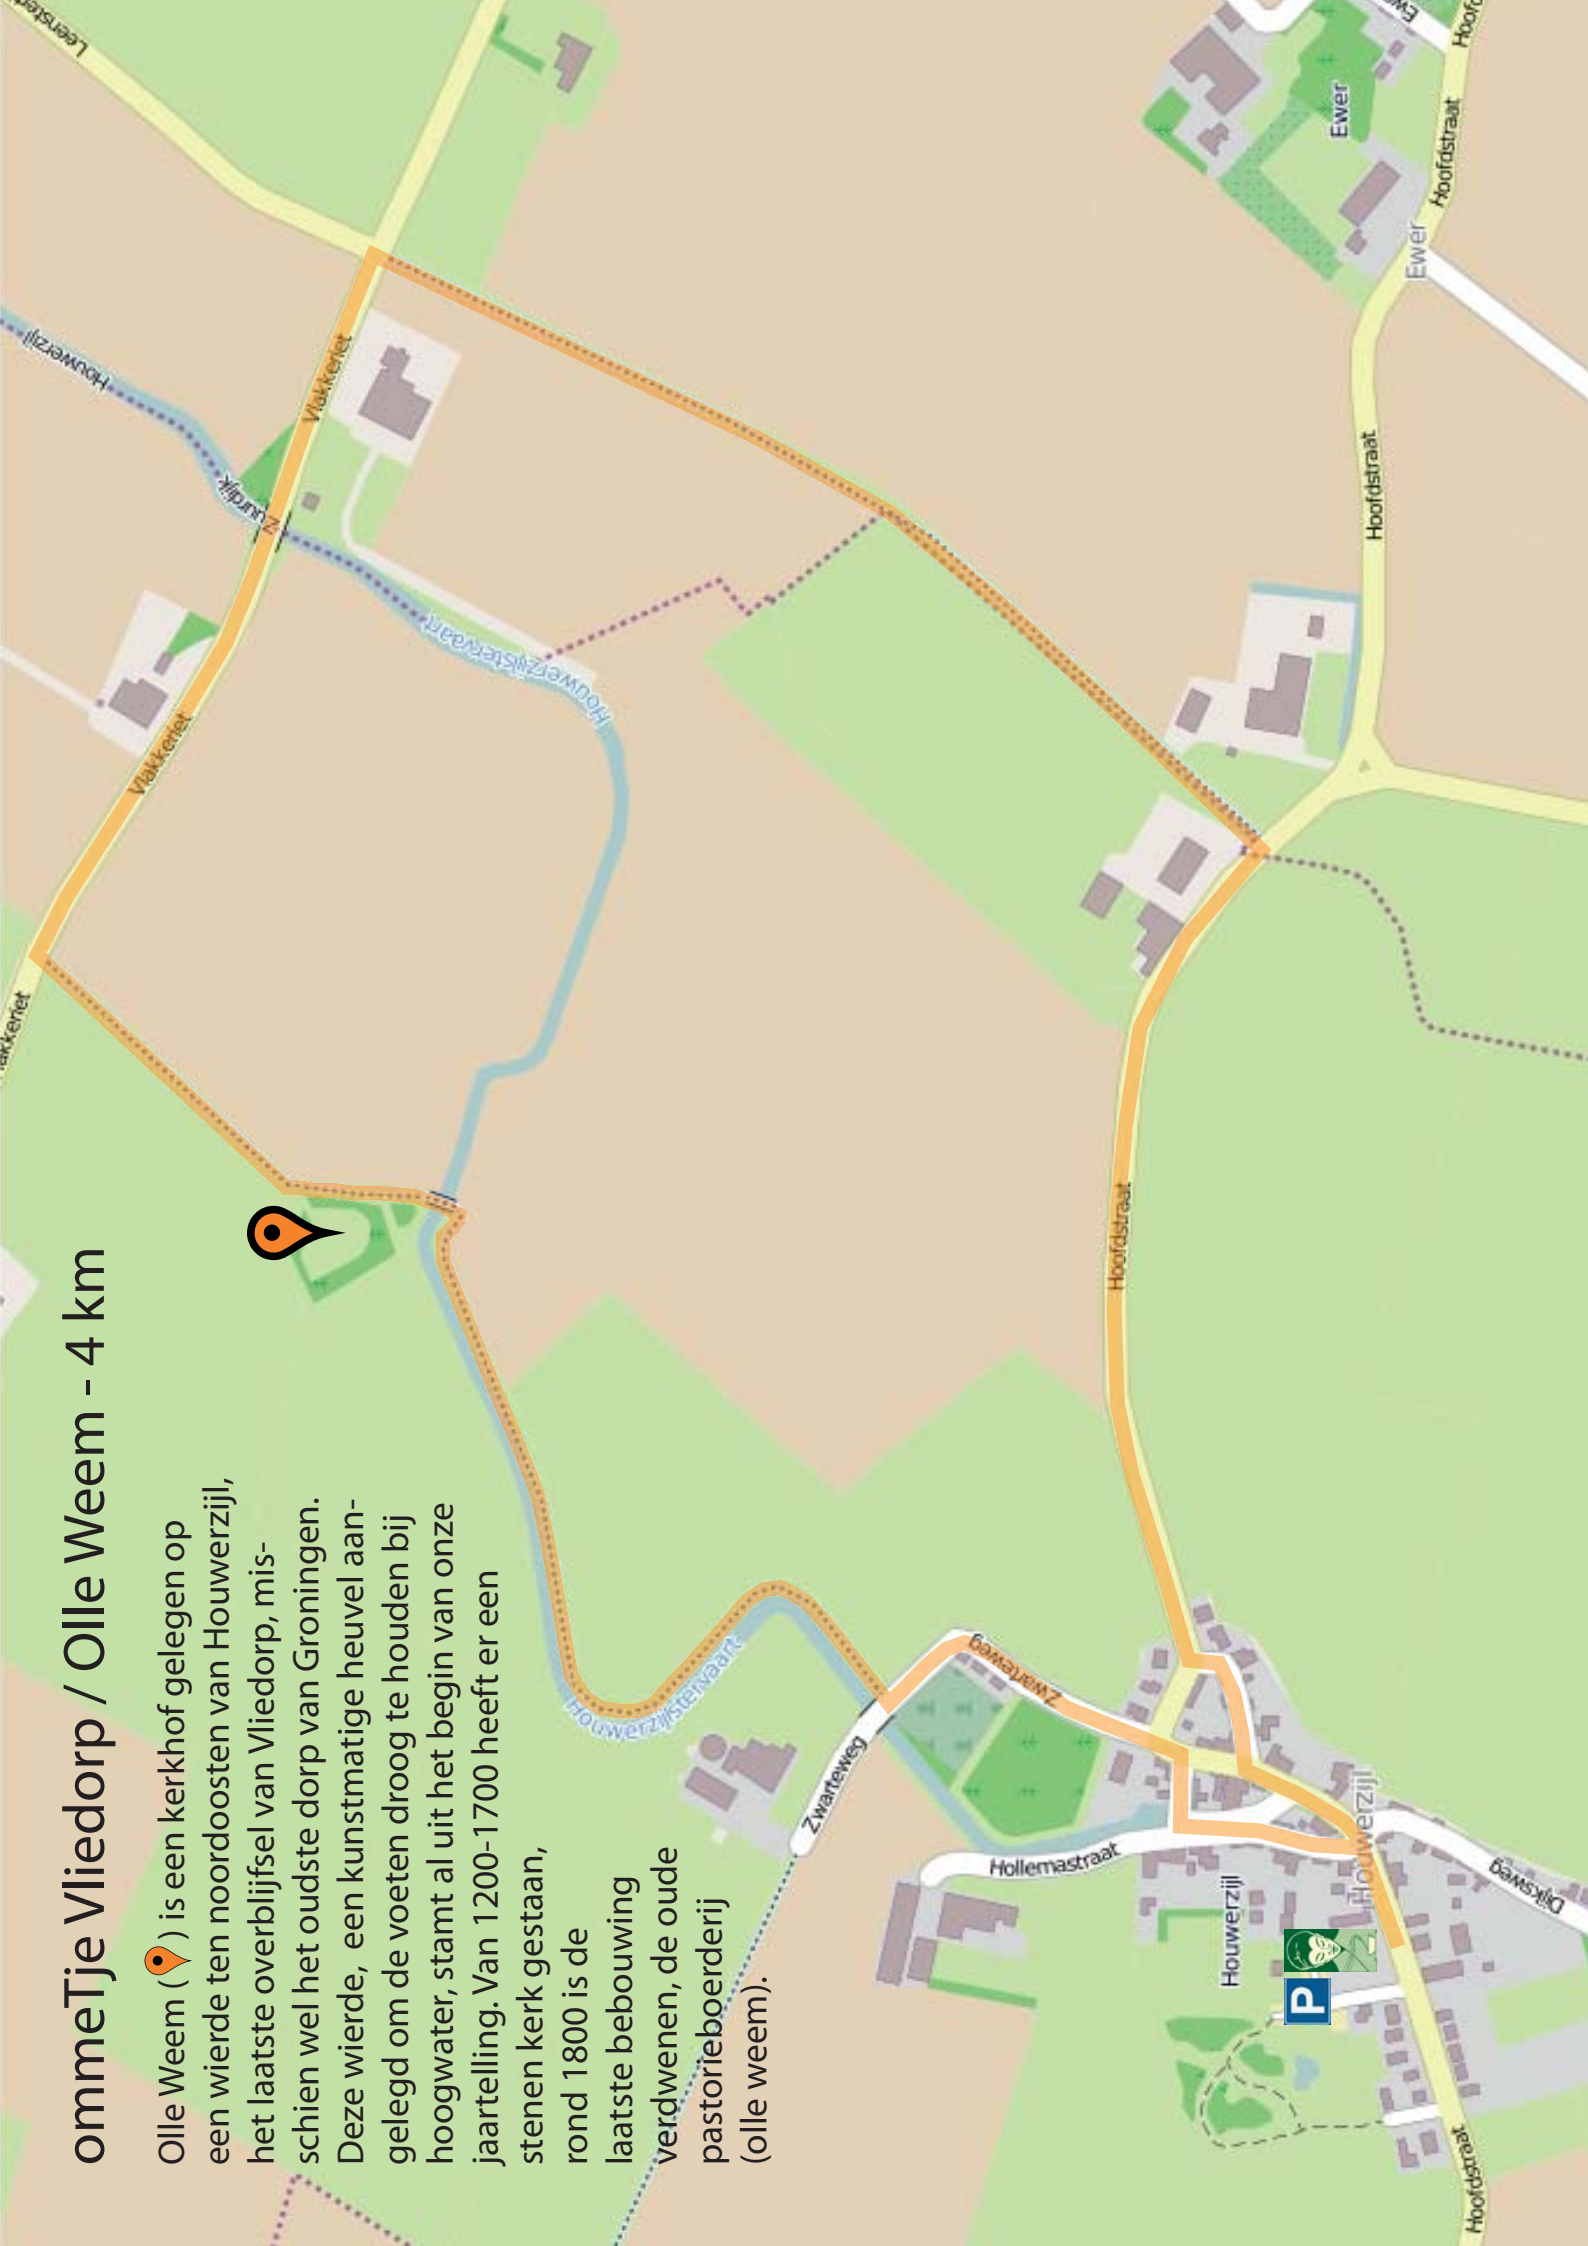 ommeTje Vliedorp / Olle Weem - 4 km
Olle Weem ( ) is een kerkhof gelegen op
een wierde ten noordoosten van Houwerzijl,
het laatste overblijfsel van Vliedorp, mis-
schien wel het oudste dorp van Groningen.
Deze wierde, een kunstmatige heuvel aan-
gelegd om de voeten droog te houden bij
hoogwater, stamt al uit het begin van onze
jaartelling. Van 1200-1700 heeft er een
stenen kerk gestaan,
rond 1800 is de
laatste bebouwing
verdwenen, de oude
pastorieboerderij
(olle weem).
akkeriet
Vlakkeriet
Vlakkeriet
Houwerzijl
Zuurdijk
Houwerzijlstervaart
Houwerzijlstervaart
Zwarteweg
Zwarteweg
Hollemastraat
Houwerzijl
Houwerzijl
P
Dijksweg
Hoofdstraat
Hoofdstraat
Hoofdstraat
Hoofdstraat
Hoofd
Ewer
Ewer
Ewe